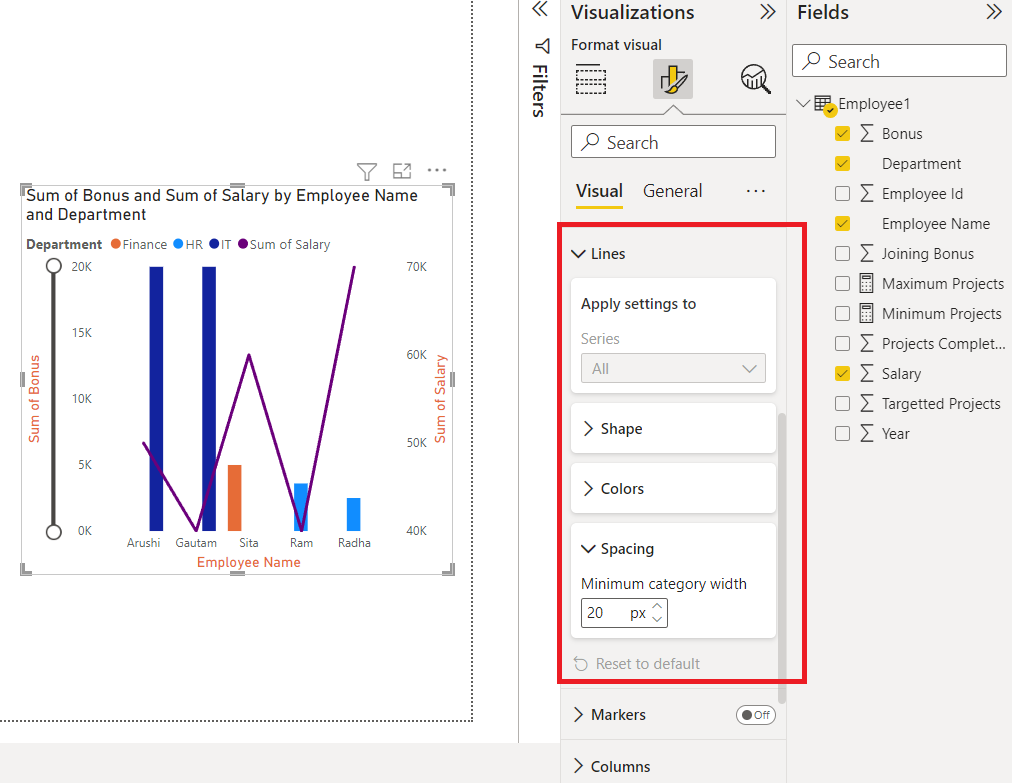 Sum of Bonus and Sum of Salary by Employee Name
and Department
Department Finance HR IT Sum of Salary
20K
15K
10K
5K
0K
Sum of Bonus
70K
60K
50K
40K
Sum of Salary
Arushi Gautam Sita Ram Radha
Employee Name
Filters
Visualizations
Format visual
Search
Visual General ...
Lines
Apply settings to
Series
All
Shape
Colors
Spacing
Minimum category width
20 px
Reset to default
Markers Off
Columns
Fields
Search
Employee1
Bonus
Department
Employee Id
Employee Name
Joining Bonus
Maximum Projects
Minimum Projects
Projects Complet...
Salary
Targetted Projects
Year